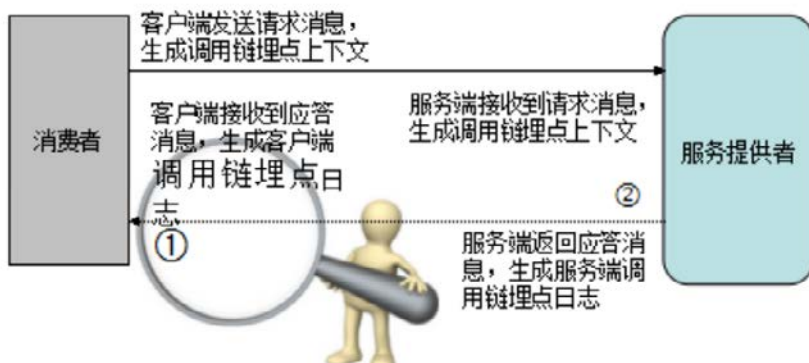 客户端发送请求消息，
生成调用链埋点上下文
消费者
客户端接收到应答
消息，生成客户端
调用链埋点日
志
①
服务端接收到请求消息，
生成调用链埋点上下文
服务提供者
②
服务端返回应答消
息，生成服务端调
用链埋点日志